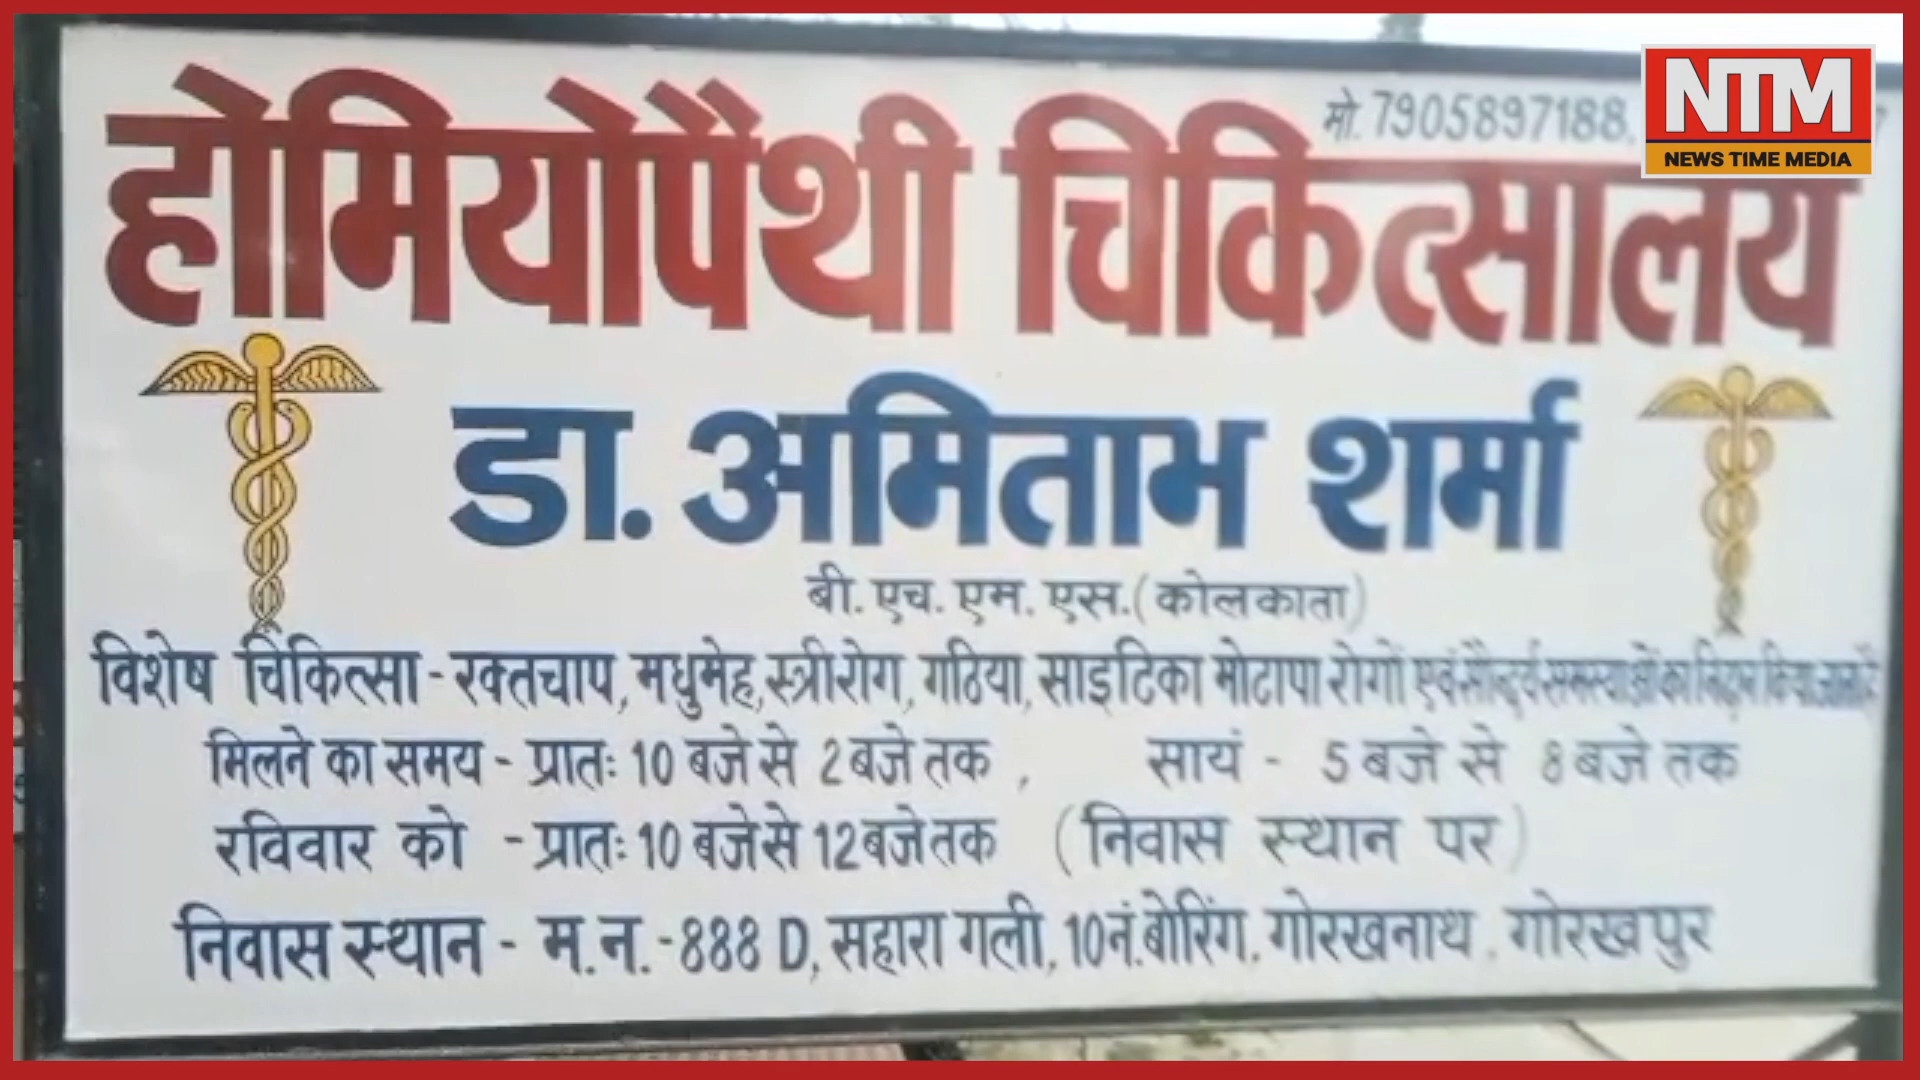 मो. 7905897188,
NTM
NEWS TIME MEDIA
होमियोपैथी चिकित्सालय
डा. अमिताभ शर्मा
बी. एच. एम. एस. (कोलकाता)
विशेष चिकित्सा - रक्तचाप, मधुमेह, स्त्रीरोग, गठिया, साइटिका मोटापा रोगों एवं सौन्दर्य समस्याओं का निदान किया जाता है
मिलने का समय - प्रातः 10 बजे से 2 बजे तक , सायं - 5 बजे से 8 बजे तक
रविवार को - प्रातः 10 बजे से 12 बजे तक (निवास स्थान पर)
निवास स्थान - म. न. - 888 D, सहारा गली, 10 नं. बोरिंग, गोरखनाथ, गोरखपुर